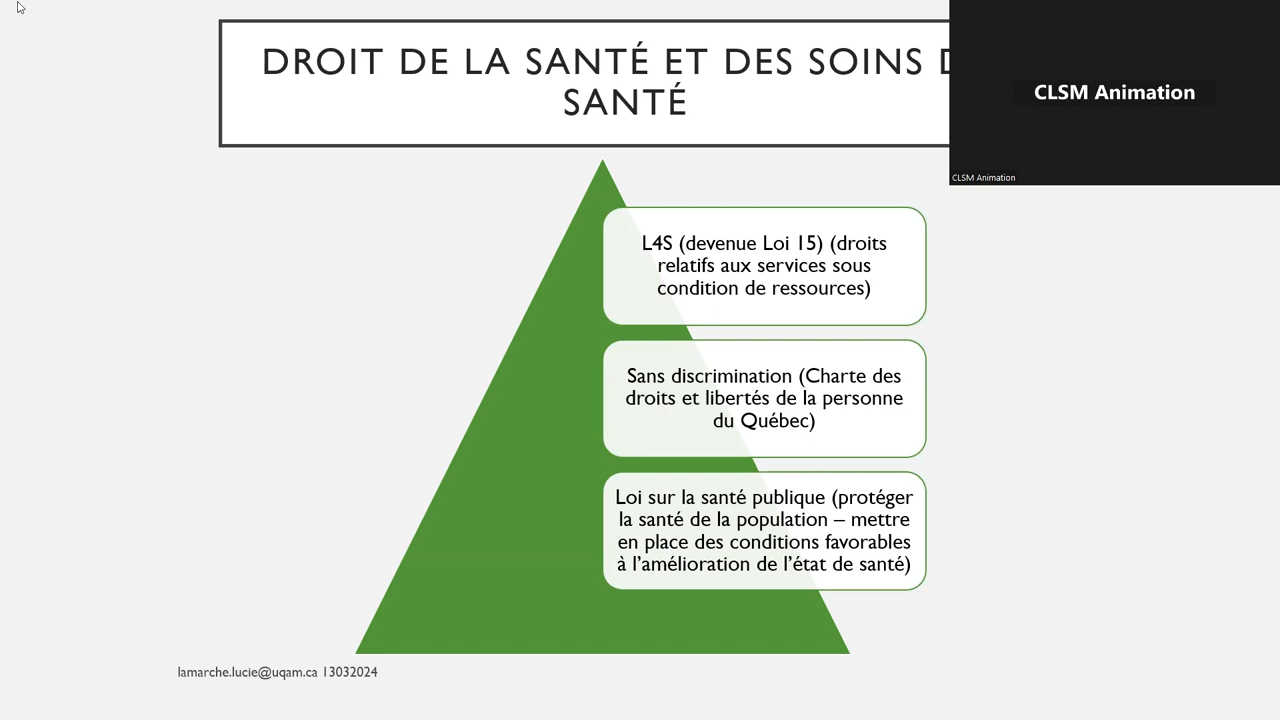 DROIT DE LA SANTÉ ET DES SOINS
SANTÉ
CLSM Animation
CLSM Animation
L4S (devenue Loi 15) (droits
relatifs aux services sous
condition de ressources)
Sans discrimination (Charte des
droits et libertés de la personne
du Québec)
Loi sur la santé publique (protéger
la santé de la population – mettre
en place des conditions favorables
à l’amélioration de l’état de santé)
lamarche.lucie@uqam.ca 13032024